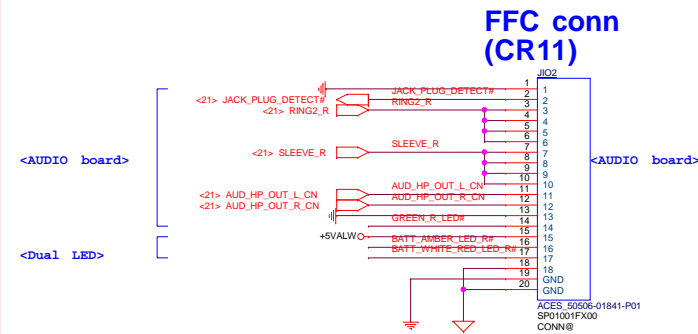 FFC conn
(CR11)
JIO2
JACK_PLUG_DETECT#
1 1
<21> JACK_PLUG_DETECT#
2 2
RING2_R
<21> RING2_R
3 3
4 4
5 5
6 6
SLEEVE_R
<21> SLEEVE_R
7 7
<AUDIO board>
8 8
<AUDIO board>
9 9
10 10
AUD_HP_OUT_L_CN
<21> AUD_HP_OUT_L_CN
11 11
AUD_HP_OUT_R_CN
<21> AUD_HP_OUT_R_CN
12 12
13 13
GREEN_R_LED#
14 14
+5VALW
15 15
BATT_AMBER_LED_R#
16 16
<Dual LED>
BATT_WHITE_RED_LED_R#
17 17
18 18
19 GND
20 GND
ACES_50506-01841-P01
SP01001FX00
CONN@